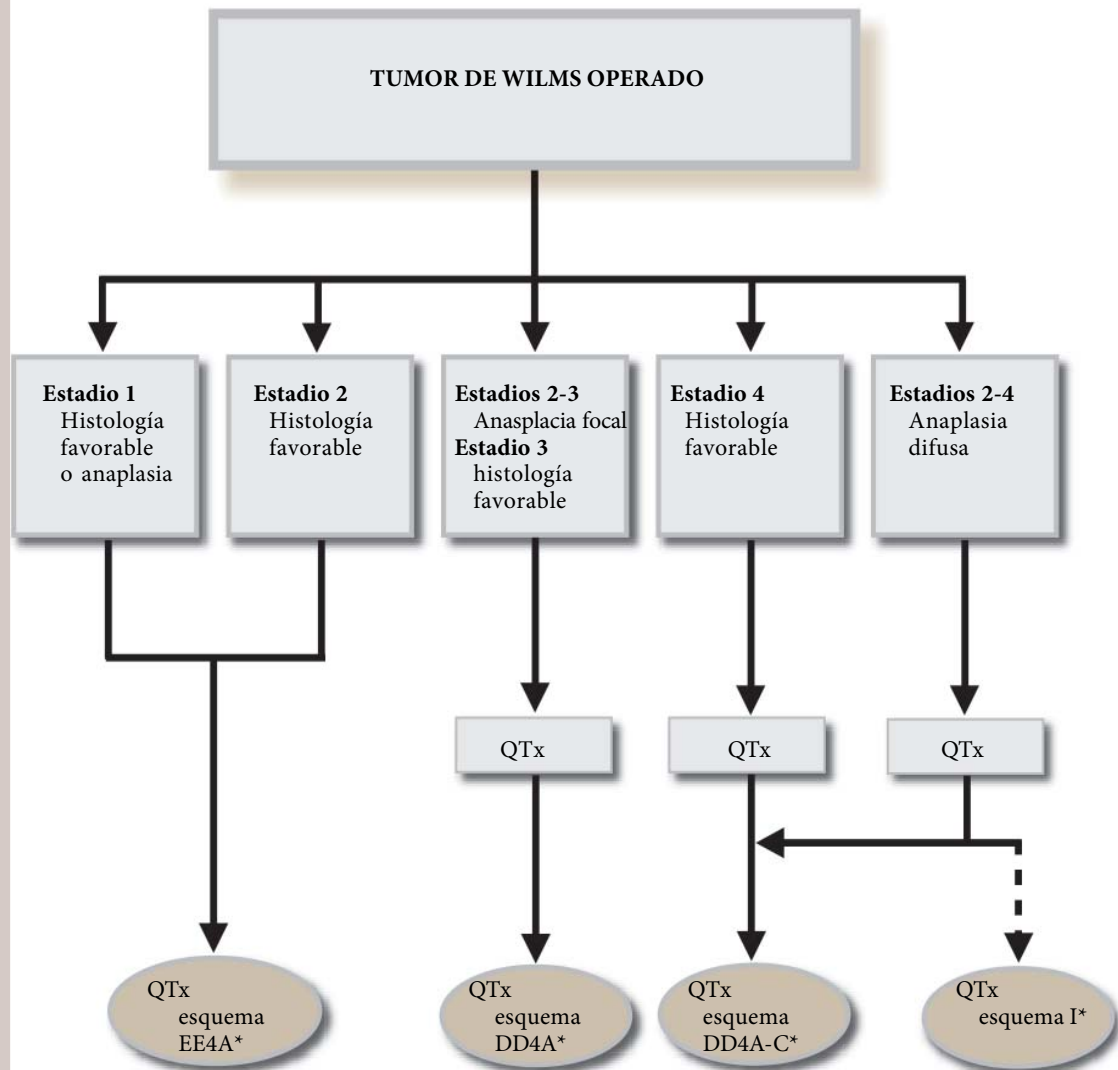 TUMOR DE WILMS OPERADO
Estadio 1
Histología
favorable
o anaplasia
Estadio 2
Histología
favorable
Estadios 2-3
Anasplacia focal
Estadio 3
histología
favorable
Estadio 4
Histología
favorable
Estadios 2-4
Anaplasia
difusa
QTx
QTx
QTx
QTx
esquema
EE4A*
QTx
esquema
DD4A*
QTx
esquema
DD4A-C*
QTx
esquema I*